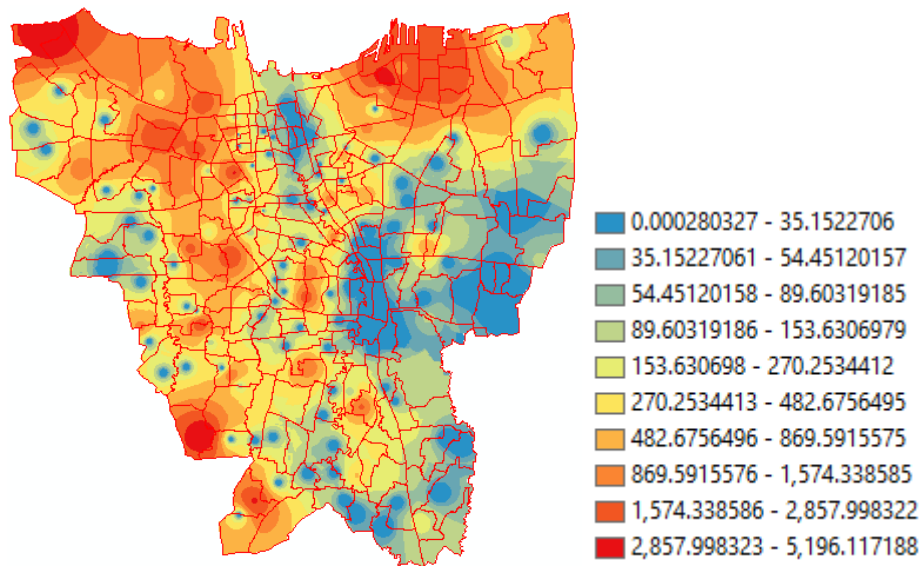 0.000280327 - 35.1522706
35.15227061 - 54.45120157
54.45120158 - 89.60319185
89.60319186 - 153.6306979
153.630698 - 270.2534412
270.2534413 - 482.6756495
482.6756496 - 869.5915575
869.5915576 - 1,574.338585
1,574.338586 - 2,857.998322
2,857.998323 - 5,196.117188